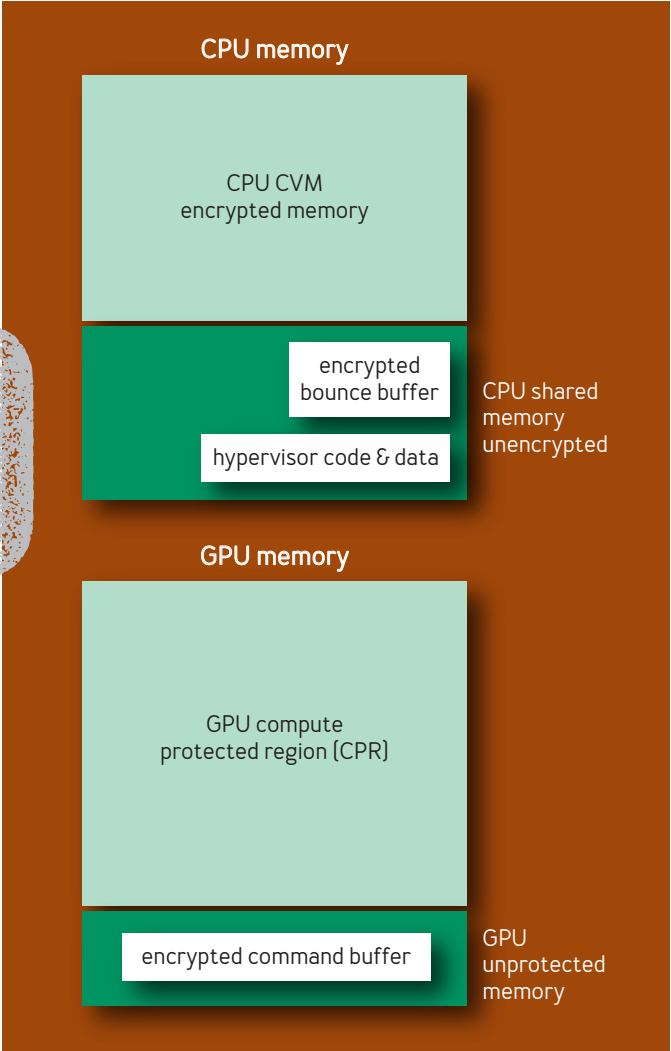 CPU memory
CPU CVM
encrypted memory
encrypted
bounce buffer
CPU shared
memory
unencrypted
hypervisor code & data
GPU memory
GPU compute
protected region (CPR)
encrypted command buffer
GPU
unprotected
memory